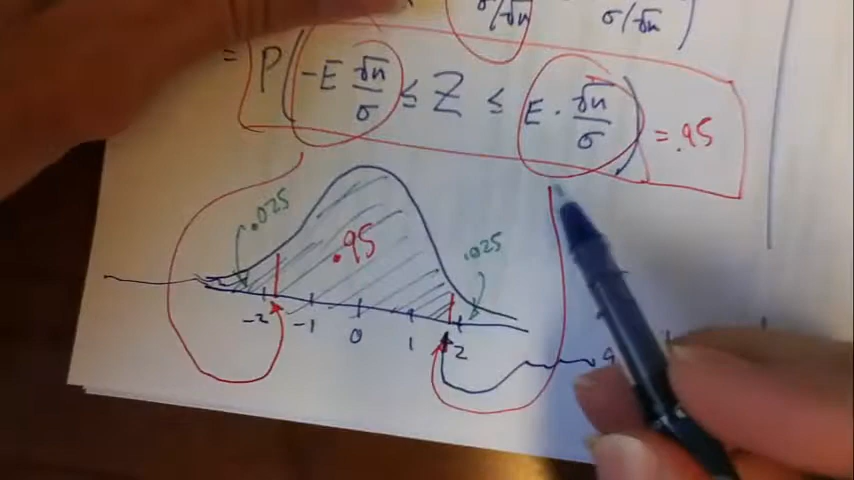 σ/√n σ/√n )
= P( -E √n/σ ≤ Z ≤ E · √n/σ ) = .95
.025
.95
.025
-2 -1 0 1 2